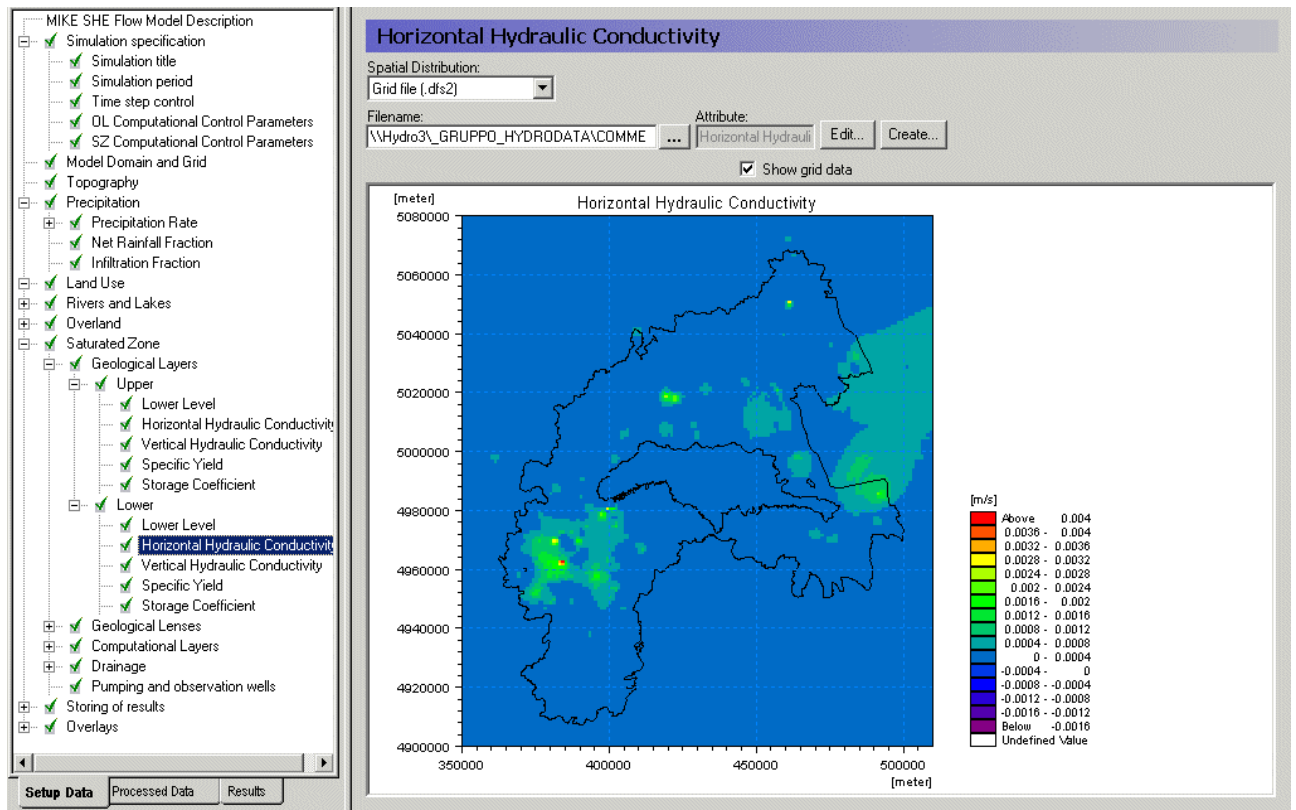 MIKE SHE Flow Model Description
Simulation specification
Simulation title
Simulation period
Time step control
OL Computational Control Parameters
SZ Computational Control Parameters
Model Domain and Grid
Topography
Precipitation
Precipitation Rate
Net Rainfall Fraction
Infiltration Fraction
Land Use
Rivers and Lakes
Overland
Saturated Zone
Geological Layers
Upper
Lower Level
Horizontal Hydraulic Conductivity
Vertical Hydraulic Conductivity
Specific Yield
Storage Coefficient
Lower
Lower Level
Horizontal Hydraulic Conductivity
Vertical Hydraulic Conductivity
Specific Yield
Storage Coefficient
Geological Lenses
Computational Layers
Drainage
Pumping and observation wells
Storing of results
Overlays
Setup Data
Processed Data
Results
Horizontal Hydraulic Conductivity
Spatial Distribution:
Grid file (.dfs2)
Filename:
\\Hydro3\_GRUPPO_HYDRODATA\COMME
...
Attribute:
Horizontal Hydrauli
Edit...
Create...
Show grid data
[meter]
Horizontal Hydraulic Conductivity
5080000
5060000
5040000
5020000
5000000
4980000
4960000
4940000
4920000
4900000
350000
400000
450000
500000
[meter]
[m/s]
Above 0.004
0.0036 - 0.004
0.0032 - 0.0036
0.0028 - 0.0032
0.0024 - 0.0028
0.002 - 0.0024
0.0016 - 0.002
0.0012 - 0.0016
0.0008 - 0.0012
0.0004 - 0.0008
0 - 0.0004
-0.0004 - 0
-0.0008 - -0.0004
-0.0012 - -0.0008
-0.0016 - -0.0012
Below -0.0016
Undefined Value